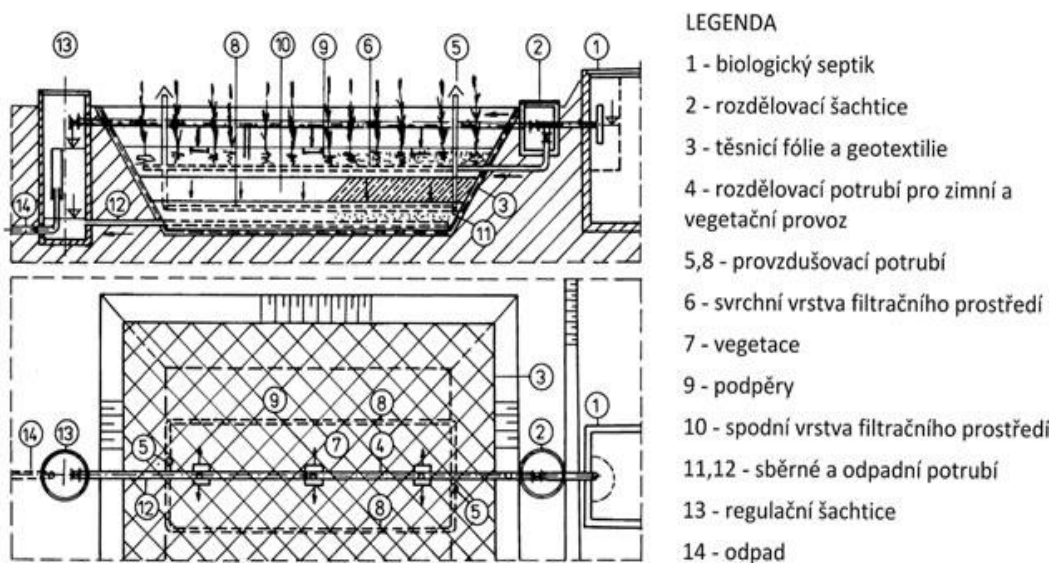 13 8 10 9 6 5 2 1
14 12 11 3
3
9 8 1
14 13 5 7 4 2
12 8 5
LEGENDA
1 - biologický septik
2 - rozdělovací šachtice
3 - těsnicí fólie a geotextilie
4 - rozdělovací potrubí pro zimní a
vegetační provoz
5,8 - provzdušovací potrubí
6 - svrchní vrstva filtračního prostředí
7 - vegetace
9 - podpěry
10 - spodní vrstva filtračního prostředí
11,12 - sběrné a odpadní potrubí
13 - regulační šachtice
14 - odpad